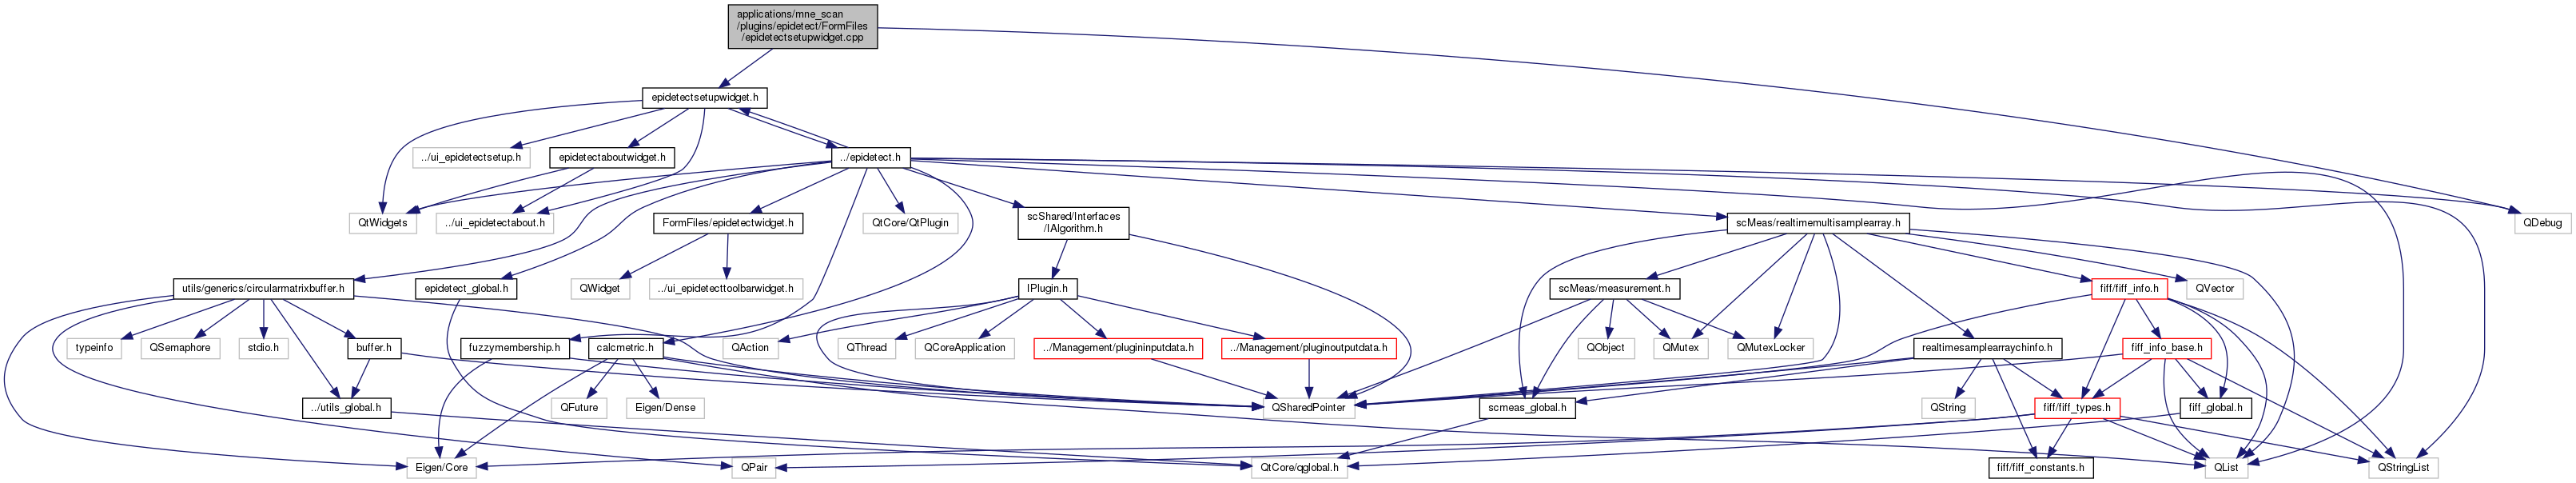 applications/mne_scan
/plugins/epidetect/FormFiles
/epidetectsetupwidget.cpp
epidetectsetupwidget.h
../ui_epidetectsetup.h
epidetectaboutwidget.h
../epidetect.h
QtWidgets
../ui_epidetectabout.h
FormFiles/epidetectwidget.h
QtCore/QtPlugin
scShared/Interfaces
/IAlgorithm.h
scMeas/realtimemultisamplearray.h
QDebug
utils/generics/circularmatrixbuffer.h
epidetect_global.h
QWidget
../ui_epidetecttoolbarwidget.h
IPlugin.h
scMeas/measurement.h
fiff/fiff_info.h
QVector
typeinfo
QSemaphore
stdio.h
buffer.h
fuzzymembership.h
calcmetric.h
QAction
QThread
QCoreApplication
../Management/plugininputdata.h
../Management/pluginoutputdata.h
QObject
QMutex
QMutexLocker
realtimesamplearraychinfo.h
fiff_info_base.h
../utils_global.h
QFuture
Eigen/Dense
QSharedPointer
scmeas_global.h
QString
fiff/fiff_types.h
fiff_global.h
Eigen/Core
QPair
QtCore/qglobal.h
fiff/fiff_constants.h
QList
QStringList